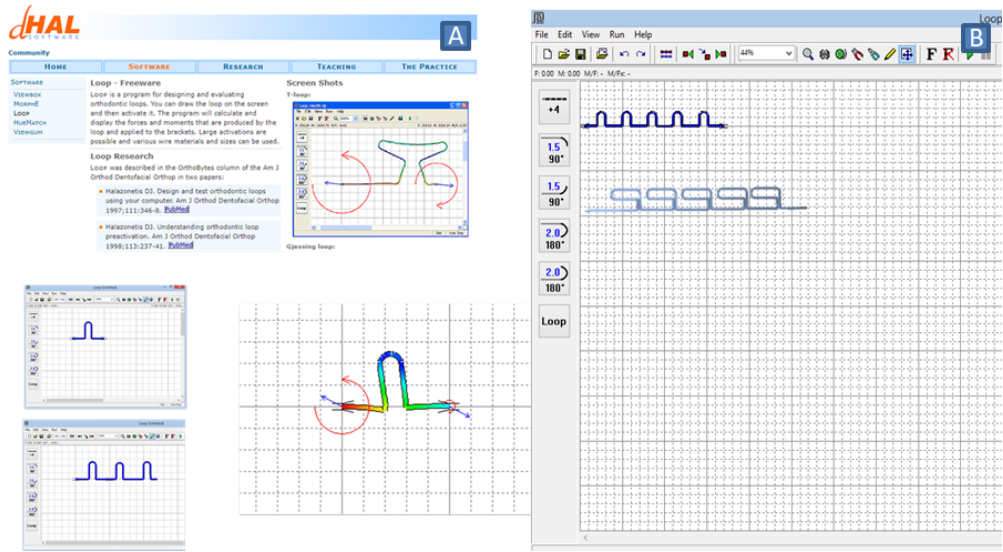 dHAL
SOFTWARE
A
Community
HOME SOFTWARE RESEARCH TEACHING THE PRACTICE
SOFTWARE
VIEWBOX
MORPHE
LOOP
HUEMATCH
VIEWGUM
Loop - Freeware
LOOP is a program for designing and evaluating
orthodontic loops. You can draw the loop on the screen
and then activate it. The program will calculate and
display the forces and moments that are produced by the
loop and applied to the brackets. Large activations are
possible and various wire materials and sizes can be used.
Loop Research
LOOP was described in the OrthoBytes column of the Am J
Orthod Dentofacial Orthop in two papers:
Halazonetis DJ. Design and test orthodontic loops
using your computer. Am J Orthod Dentofacial Orthop
1997;111:346-8. PubMed
Halazonetis DJ. Understanding orthodontic loop
preactivation. Am J Orthod Dentofacial Orthop
1998;113:237-41. PubMed
Screen Shots
T-loop:
Gjessing loop:
Loop
B
File Edit View Run Help
44%
F F R
F: 0.00 M: 0.00 M/F: - M/Fx: -
+4
1.5
90°
1.5
90°
2.0
180°
2.0
180°
Loop